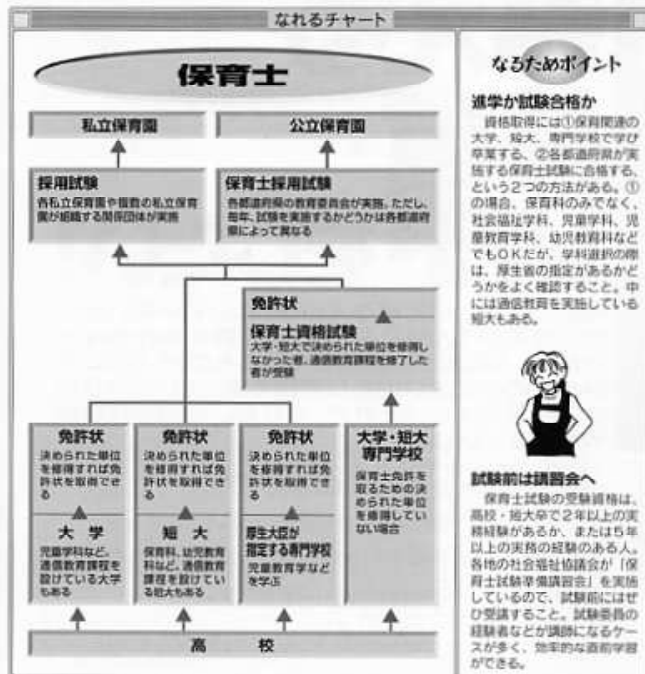 なれるチャート
保育士
私立保育園
公立保育園
採用試験
各私立保育園や複数の私立保育
園が組織する関係団体が実施
保育士採用試験
各都道府県の教育委員会が実施。ただし、
毎年、試験を実施するかどうかは各都道府
県によって異なる
免許状
保育士資格試験
大学・短大で決められた単位を修得し
なかった者、通信教育課程を修了した
者が受験
免許状
決められた単位
を修得すれば免
許状を取得でき
る
大学
児童学科など。
通信教育課程を
設けている大学
もある
免許状
決められた単位
を修得すれば免
許状を取得でき
る
短大
保育科、幼児教育
科など。通信教育
課程を設けてい
る短大もある
免許状
決められた単位
を修得すれば免
許状を取得でき
る
厚生大臣が
指定する専門学校
児童教育学など
を学ぶ
大学・短大
専門学校
保育士免許を
取るための決
められた単位
を修得してい
ない場合
高校
なるためポイント
進学か試験合格か
資格取得には①保育関連の
大学、短大、専門学校で学び
卒業する、②各都道府県が実
施する保育士試験に合格する、
という2つの方法がある。①
の場合、保育科のみでなく、
社会福祉学科、児童学科、児
童教育学科、幼児教育科など
でもOKだが、学科選択の際
は、厚生省の指定があるかど
うかをよく確認すること。中
には通信教育を実施している
短大もある。
試験前は講習会へ
保育士試験の受験資格は、
高校・短大卒で2年以上の実
務経験があるか、または5年
以上の実務の経験のある人。
各地の社会福祉協議会が「保
育士試験準備講習会」を実施
しているので、試験前にはぜ
ひ受講すること。試験委員の
経験者などが講師になるケー
スが多く、効率的な直前学習
ができる。